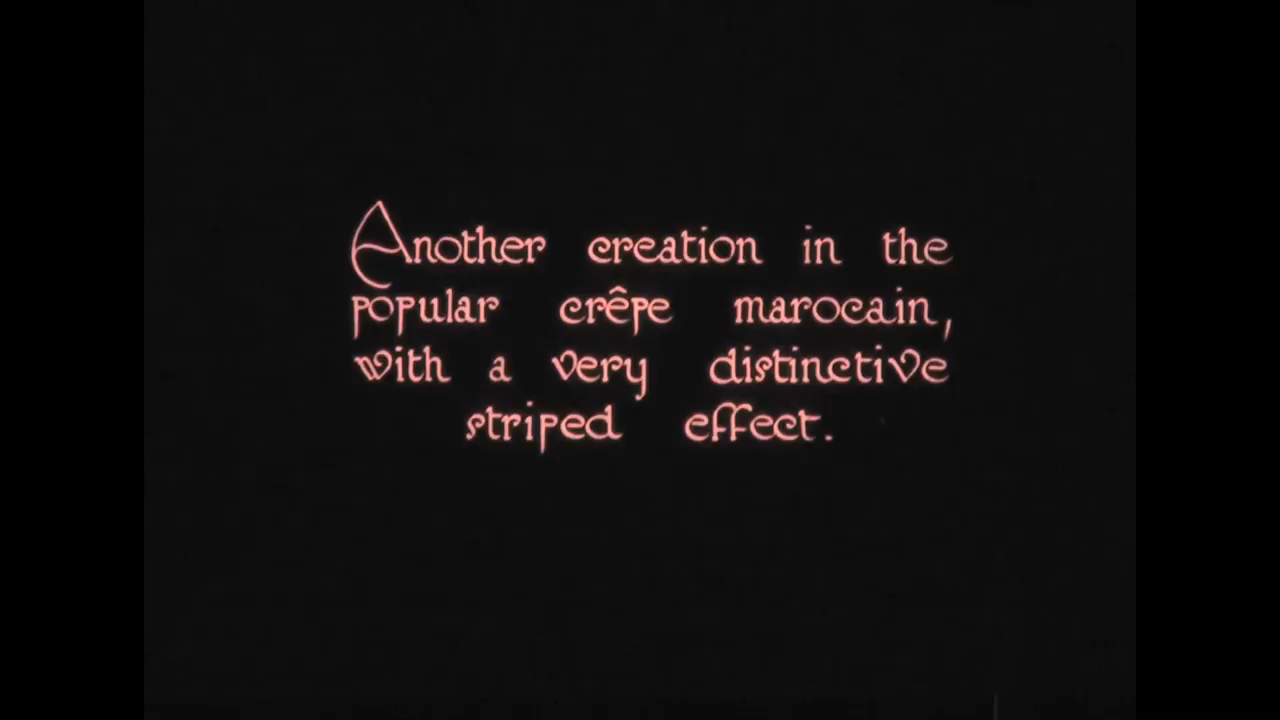 Another creation in the
popular crêpe marocain,
with a very distinctive
striped effect.